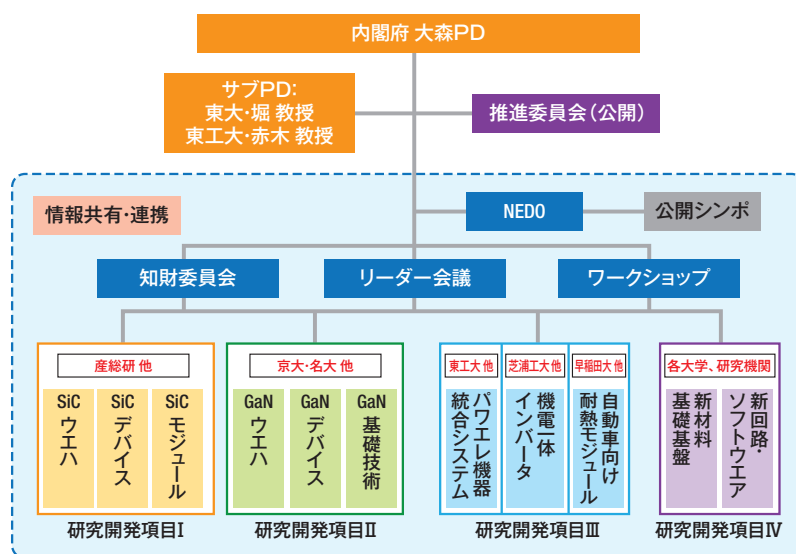 内閣府 大森PD
サブPD:
東大・堀 教授
東工大・赤木 教授
推進委員会（公開）
情報共有・連携
NEDO
公開シンポ
知財委員会
リーダー会議
ワークショップ
産総研 他
SiC
ウエハ
SiC
デバイス
SiC
モジュール
研究開発項目Ⅰ
京大・名大 他
GaN
ウエハ
GaN
デバイス
GaN
基礎技術
研究開発項目Ⅱ
東工大 他
パワエレ機器
統合システム
芝浦工大 他
機電一体
インバータ
早稲田大 他
自動車向け
耐熱モジュール
研究開発項目Ⅲ
各大学、研究機関
新材料
基礎基盤
新回路・
ソフトウエア
研究開発項目Ⅳ